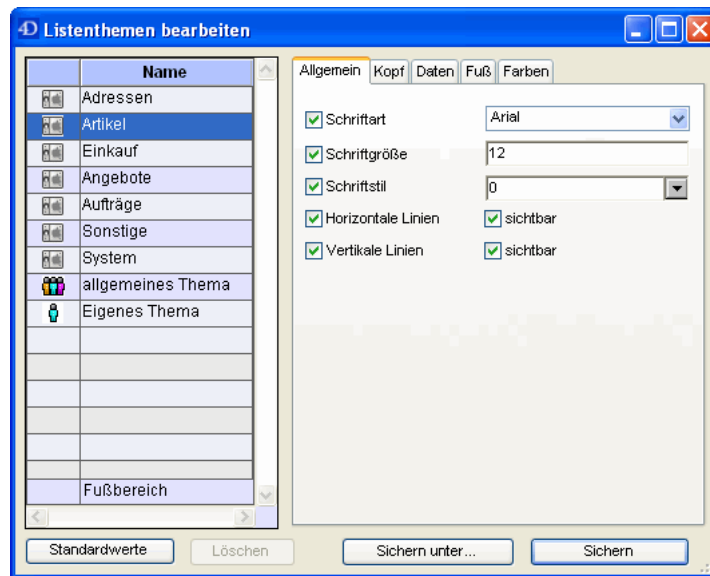 4D Listenthemen bearbeiten
Name
Adressen
Artikel
Einkauf
Angebote
Aufträge
Sonstige
System
allgemeines Thema
Eigenes Thema
Fußbereich
Allgemein Kopf Daten Fuß Farben
Schriftart Arial
Schriftgröße 12
Schriftstil 0
Horizontale Linien sichtbar
Vertikale Linien sichtbar
Standardwerte Löschen Sichern unter... Sichern